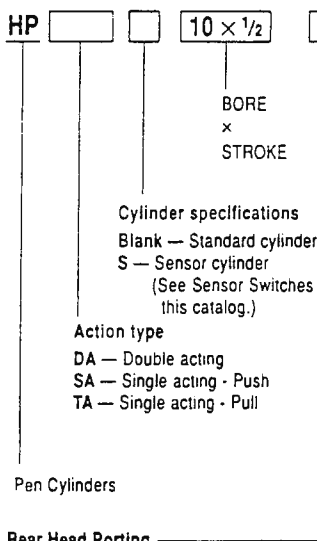 HP 10 × 1/2
BORE
×
STROKE
Cylinder specifications
Blank — Standard cylinder
S — Sensor cylinder
(See Sensor Switches
this catalog.)
Action type
DA — Double acting
SA — Single acting - Push
TA — Single acting - Pull
Pen Cylinders
Rear Head Porting